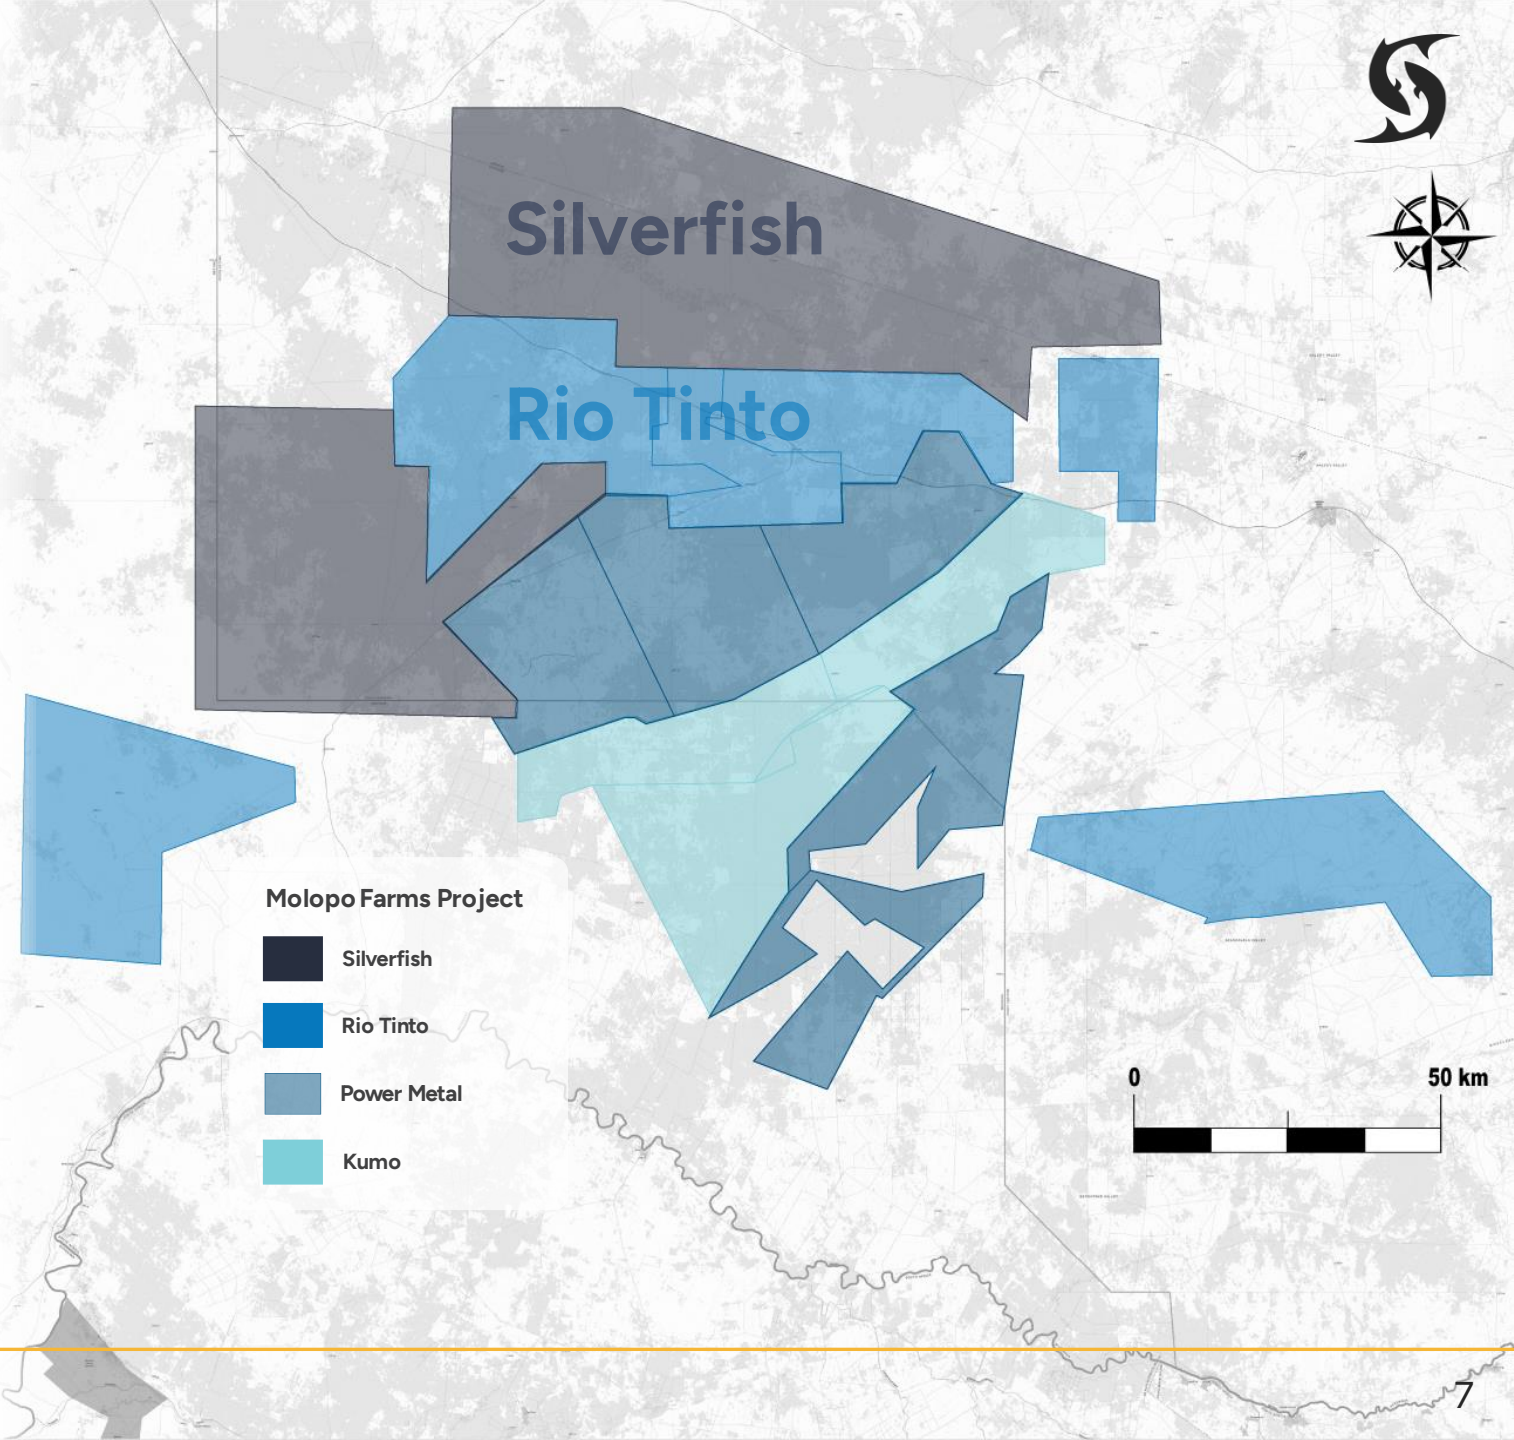 Silverfish
Rio Tinto
Molopo Farms Project
Silverfish
Rio Tinto
Power Metal
Kumo
0 50 km
7